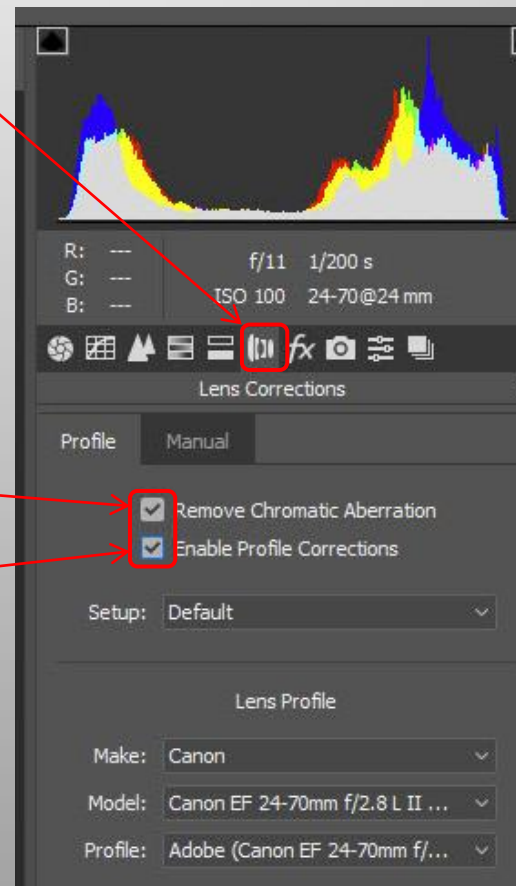 R: ---
G: ---
B: ---
f/11 1/200 s
ISO 100 24-70@24 mm
fx
Lens Corrections
Profile Manual
Remove Chromatic Aberration
Enable Profile Corrections
Setup: Default
Lens Profile
Make: Canon
Model: Canon EF 24-70mm f/2.8 L II ...
Profile: Adobe (Canon EF 24-70mm f/...